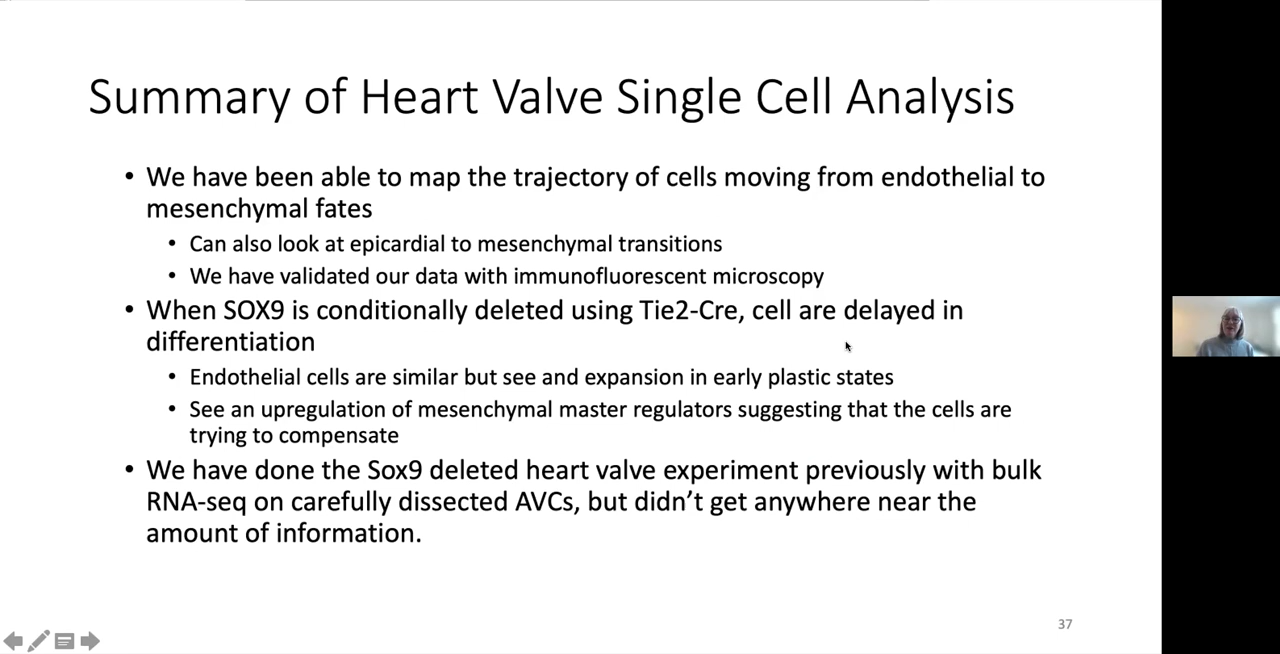 Summary of Heart Valve Single Cell Analysis
• We have been able to map the trajectory of cells moving from endothelial to
mesenchymal fates
• Can also look at epicardial to mesenchymal transitions
• We have validated our data with immunofluorescent microscopy
• When SOX9 is conditionally deleted using Tie2-Cre, cell are delayed in
differentiation
• Endothelial cells are similar but see and expansion in early plastic states
• See an upregulation of mesenchymal master regulators suggesting that the cells are
trying to compensate
• We have done the Sox9 deleted heart valve experiment previously with bulk
RNA-seq on carefully dissected AVCs, but didn’t get anywhere near the
amount of information.
37